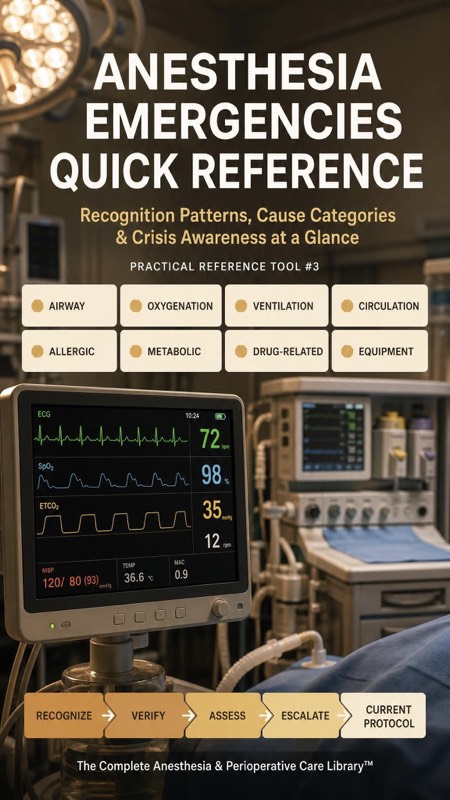 ANESTHESIA
EMERGENCIES
QUICK REFERENCE
Recognition Patterns, Cause Categories
& Crisis Awareness at a Glance
PRACTICAL REFERENCE TOOL #3
AIRWAY
OXYGENATION
VENTILATION
CIRCULATION
ALLERGIC
METABOLIC
DRUG-RELATED
EQUIPMENT
ECG
10:24
72 bpm
SpO₂
98 %
ETCO₂
35 mmHg
12 rpm
NIBP
120/ 80 (93) mmHg
TEMP
36.6 °C
MAC
0.9
RECOGNIZE
VERIFY
ASSESS
ESCALATE
CURRENT
PROTOCOL
The Complete Anesthesia & Perioperative Care Library™